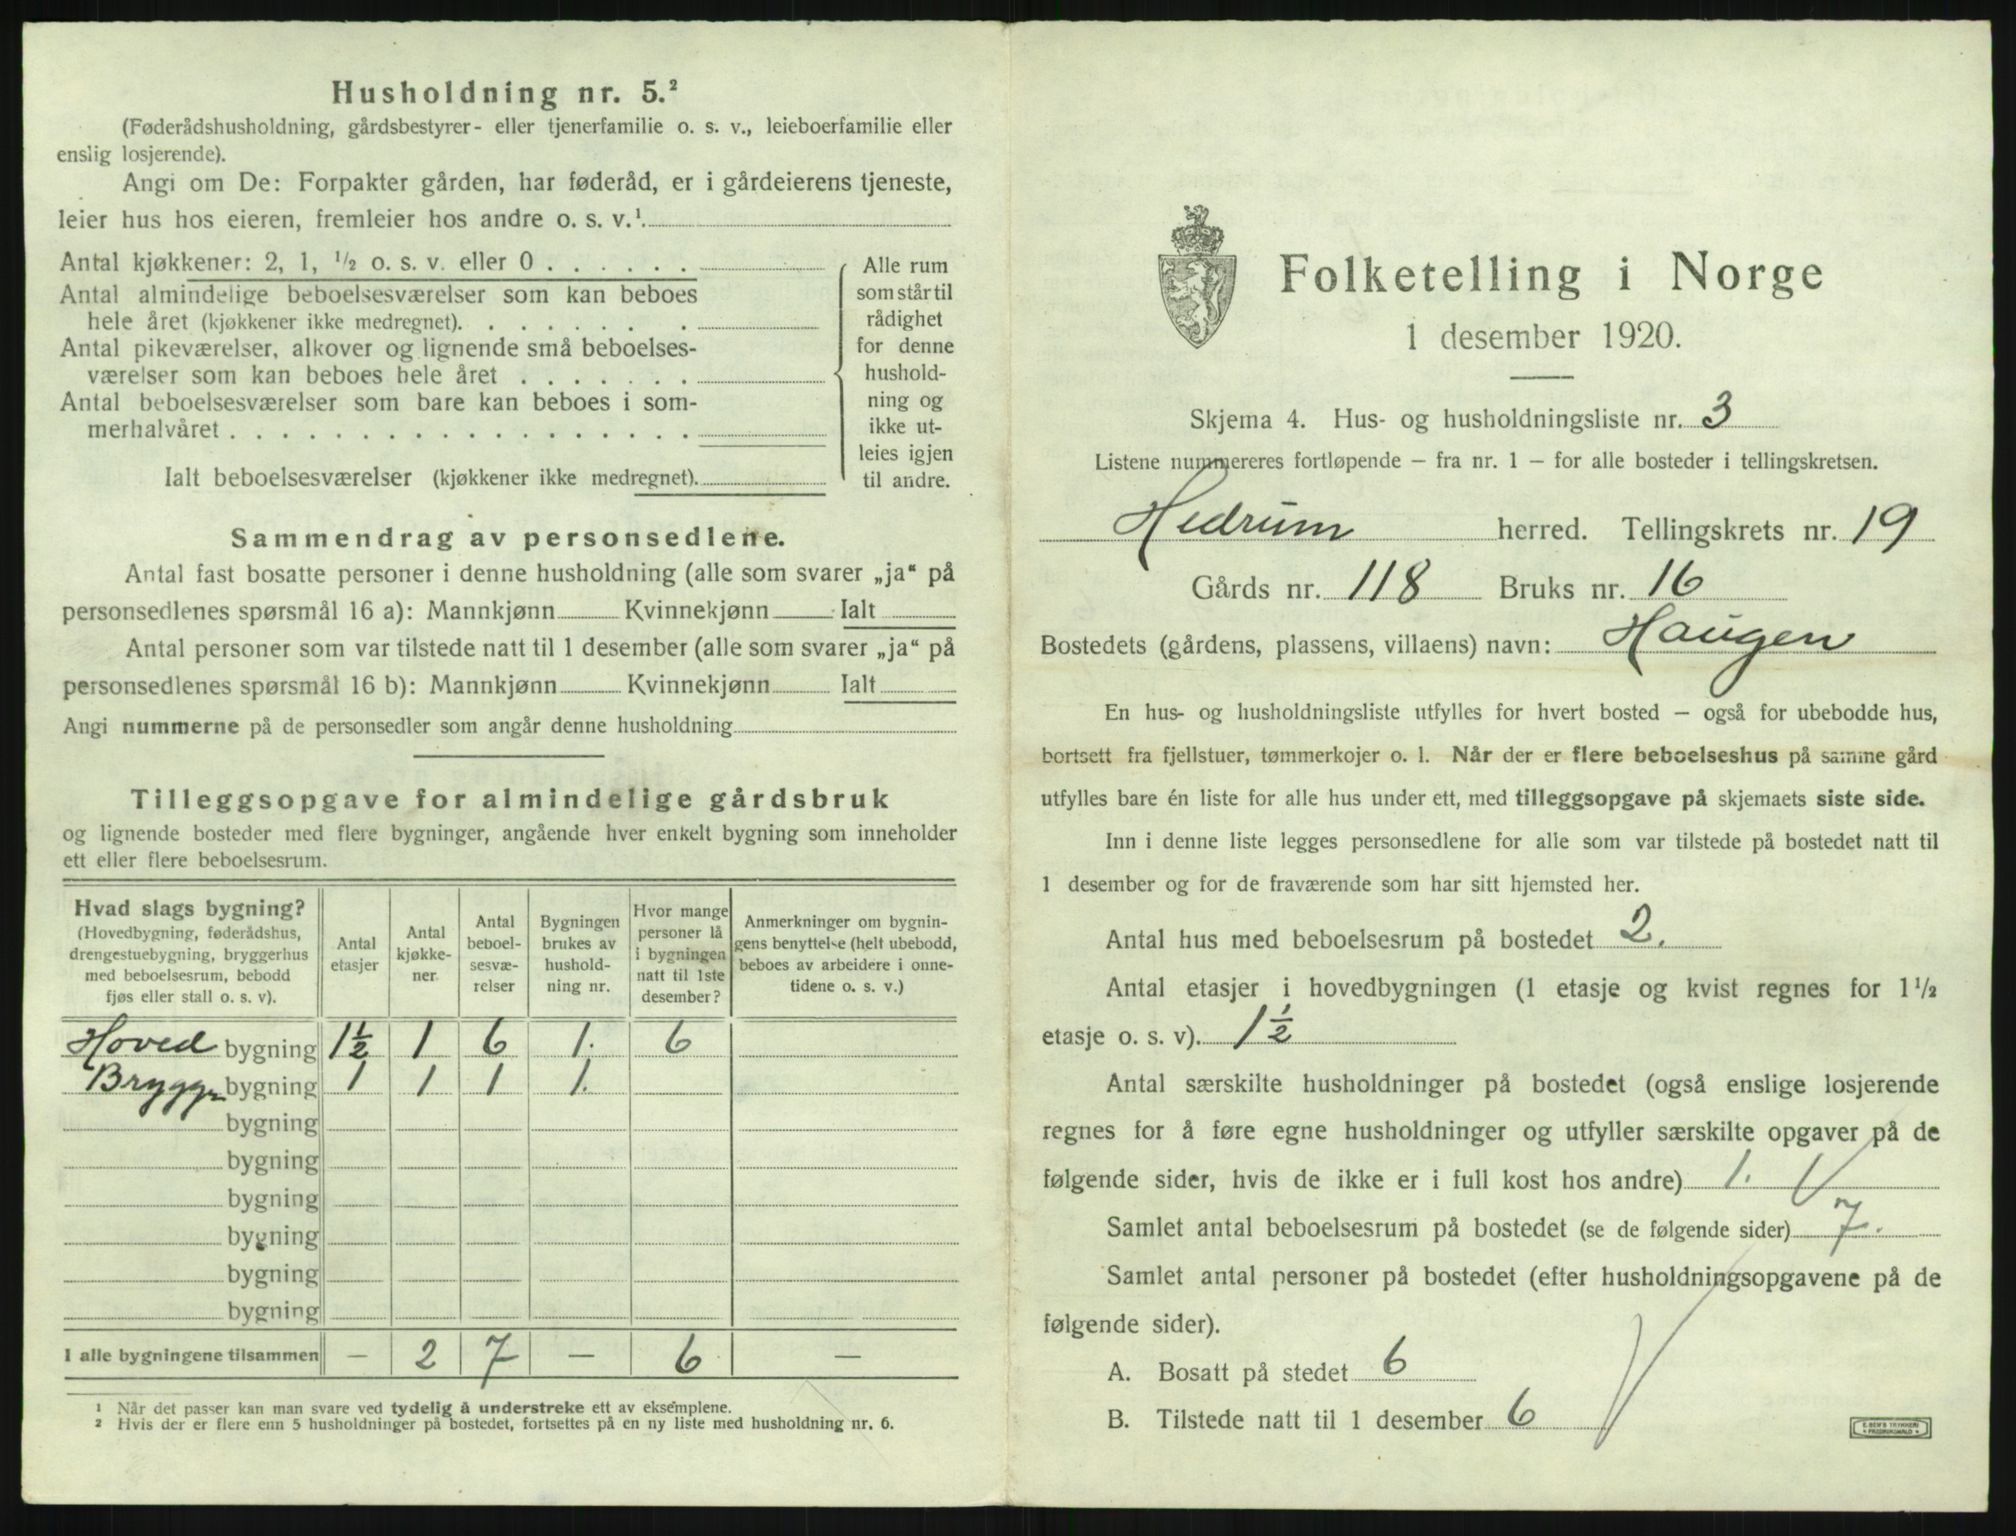 Husholdning nr. 5.²
(Føderådshusholdning, gårdsbestyrer- eller tjenerfamilie o. s. v., leieboerfamilie eller
enslig losjerende).
Angi om De: Forpakter gården, har føderåd, er i gårdeierens tjeneste,
leier hus hos eieren, fremleier hos andre o. s. v.¹
Antal kjøkkener: 2, 1, ½ o. s. v. eller 0 . . . . . .
Antal almindelige beboelsesværelser som kan beboes
hele året (kjøkkener ikke medregnet). . . . . . . .
Antal pikeværelser, alkover og lignende små beboelses-
værelser som kan beboes hele året . . . . . . .
Antal beboelsesværelser som bare kan beboes i som-
merhalvåret . . . . . . . . . . . . . . . . . .
Ialt beboelsesværelser (kjøkkener ikke medregnet).
Alle rum
som står til
rådighet
for denne
hushold-
ning og
ikke ut-
leies igjen
til andre.
Sammendrag av personsedlene.
Antal fast bosatte personer i denne husholdning (alle som svarer „ja“ på
personsedlenes spørsmål 16 a): Mannkjønn Kvinnekjønn Ialt
Antal personer som var tilstede natt til 1 desember (alle som svarer „ja“ på
personsedlenes spørsmål 16 b): Mannkjønn Kvinnekjønn Ialt
Angi nummerne på de personsedler som angår denne husholdning
Tilleggsopgave for almindelige gårdsbruk
og lignende bosteder med flere bygninger, angående hver enkelt bygning som inneholder
ett eller flere beboelsesrum.
Hvad slags bygning?
(Hovedbygning, føderådshus,
drengestuebygning, bryggerhus
med beboelsesrum, bebodd
fjøs eller stall o. s. v).
Antal
etasjer
Antal
kjøkke-
ner
Antal
beboel-
sesvæ-
relser
Bygningen
brukes av
hushold-
ning nr.
Hvor mange
personer lå
i bygningen
natt til 1ste
desember?
Anmerkninger om bygnin-
gens benyttelse (helt ubebodd,
beboes av arbeidere i onne-
tidene o. s. v.)
Hoved bygning 1½ 1 6 1. 6
Brygger bygning 1 1 1 1.
bygning
bygning
bygning
bygning
bygning
bygning
I alle bygningene tilsammen — 2 7 — 6 —
¹ Når det passer kan man svare ved tydelig å understreke ett av eksemplene.
² Hvis der er flere enn 5 husholdninger på bostedet, fortsettes på en ny liste med husholdning nr. 6.
Folketelling i Norge
1 desember 1920.
Skjema 4. Hus- og husholdningsliste nr. 3
Listene nummereres fortløpende — fra nr. 1 — for alle bosteder i tellingskretsen.
Hedrum herred. Tellingskrets nr. 19
Gårds nr. 118 Bruks nr. 16
Bostedets (gårdens, plassens, villaens) navn: Haugen
En hus- og husholdningsliste utfylles for hvert bosted — også for ubebodde hus,
bortsett fra fjellstuer, tømmerkojer o. l. Når der er flere beboelseshus på samme gård
utfylles bare én liste for alle hus under ett, med tilleggsopgave på skjemaets siste side.
Inn i denne liste legges personsedlene for alle som var tilstede på bostedet natt til
1 desember og for de fraværende som har sitt hjemsted her.
Antal hus med beboelsesrum på bostedet 2.
Antal etasjer i hovedbygningen (1 etasje og kvist regnes for 1½
etasje o. s. v). 1½
Antal særskilte husholdninger på bostedet (også enslige losjerende
regnes for å føre egne husholdninger og utfyller særskilte opgaver på de
følgende sider, hvis de ikke er i full kost hos andre) 1.
Samlet antal beboelsesrum på bostedet (se de følgende sider) 7.
Samlet antal personer på bostedet (efter husholdningsopgavene på de
følgende sider).
A. Bosatt på stedet 6
B. Tilstede natt til 1 desember 6